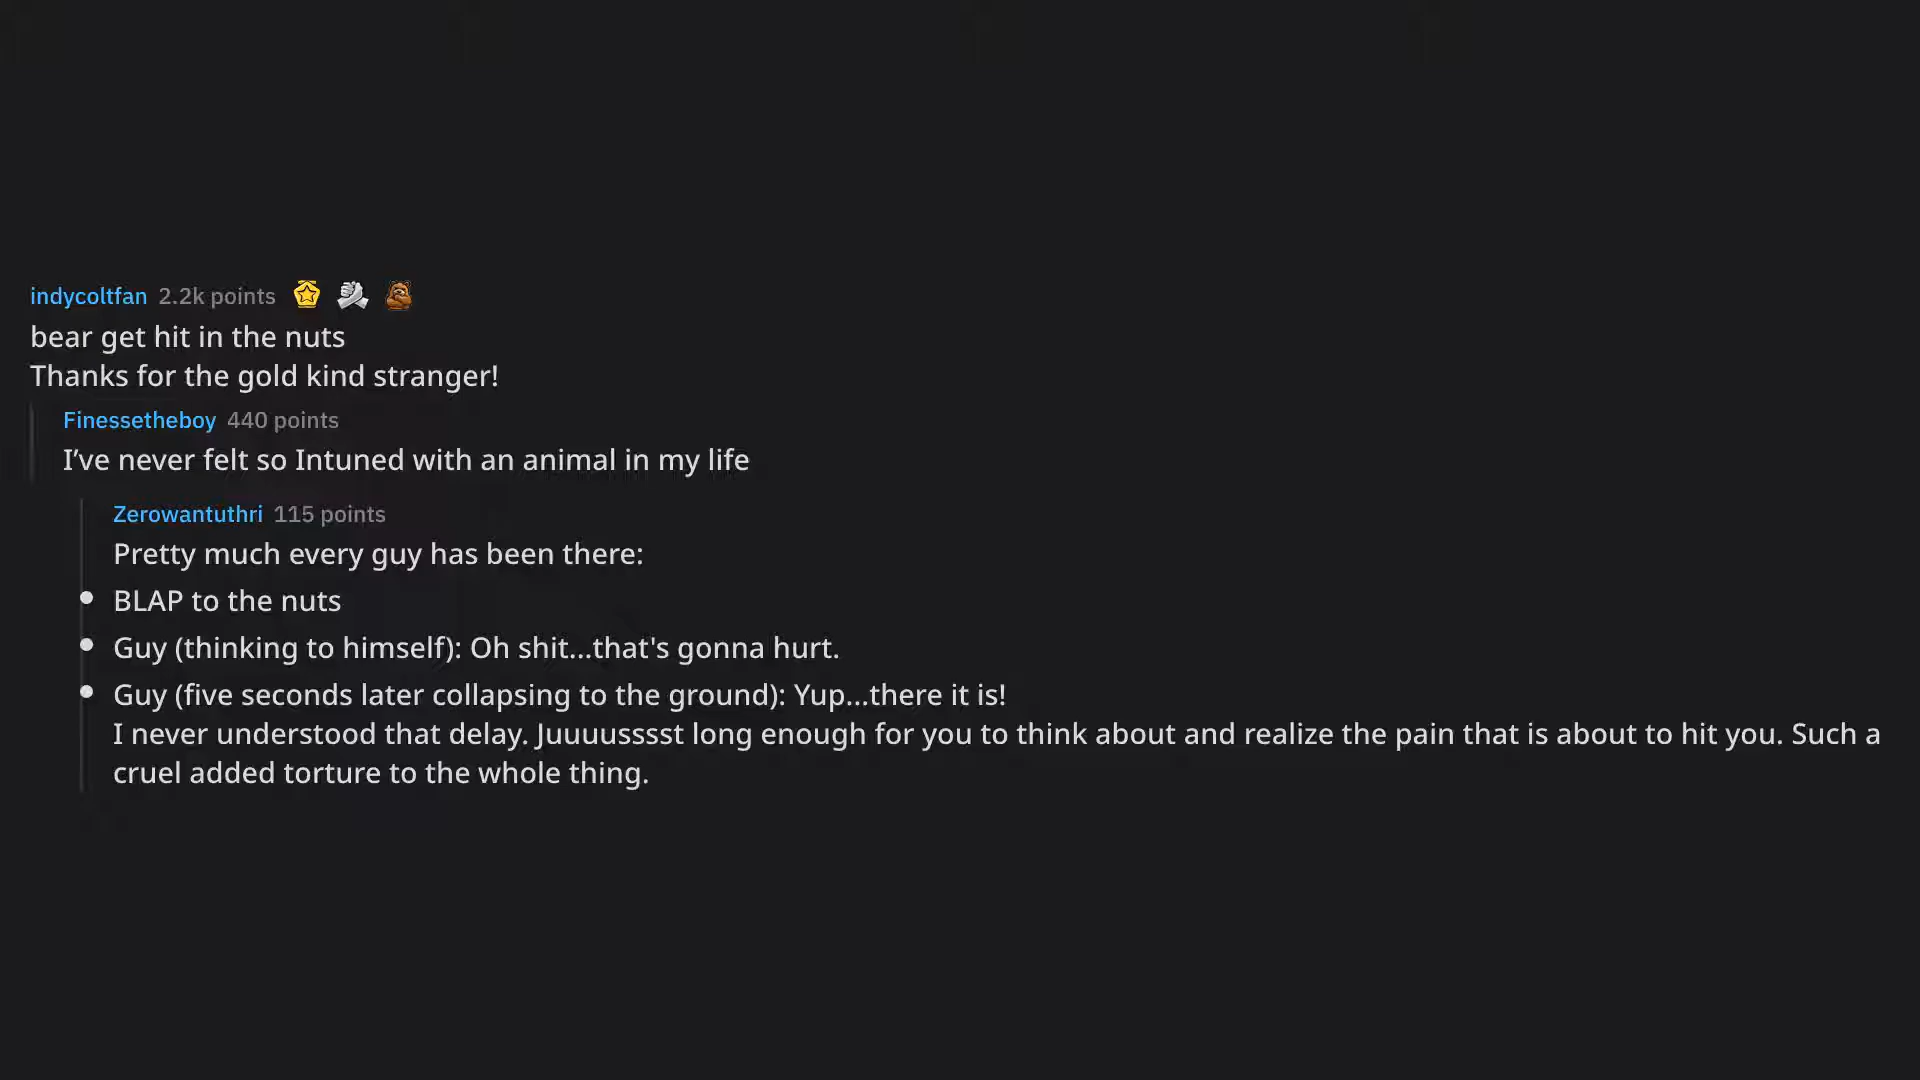 indycoltfan 2.2k points
bear get hit in the nuts
Thanks for the gold kind stranger!
Finessetheboy 440 points
I’ve never felt so Intuned with an animal in my life
Zerowantuthri 115 points
Pretty much every guy has been there:
• BLAP to the nuts
• Guy (thinking to himself): Oh shit...that's gonna hurt.
• Guy (five seconds later collapsing to the ground): Yup...there it is!
I never understood that delay. Juuuusssst long enough for you to think about and realize the pain that is about to hit you. Such a
cruel added torture to the whole thing.